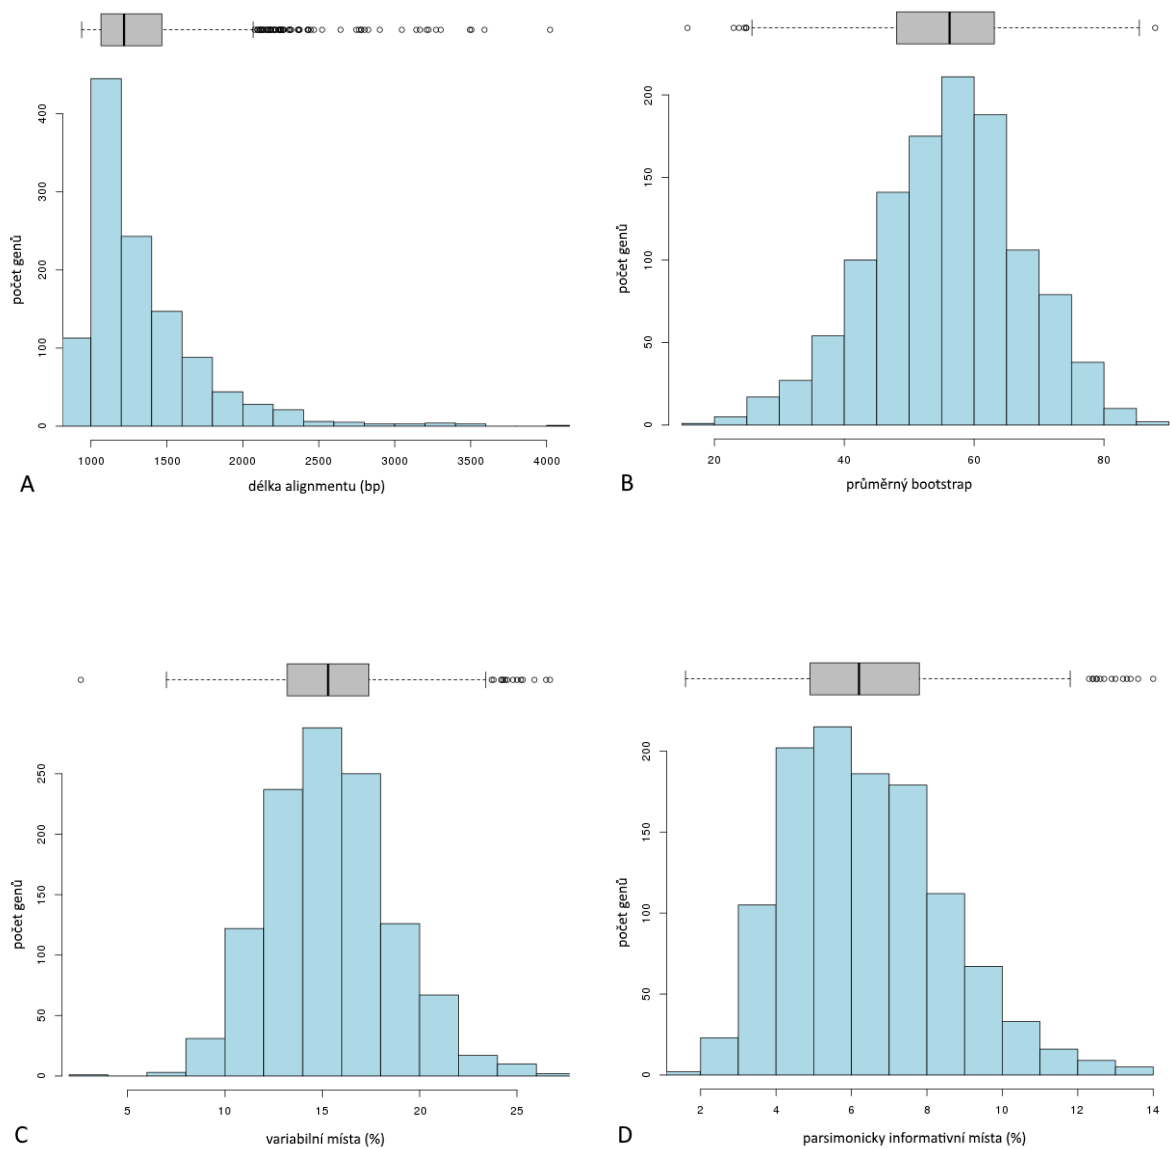 400
300
200
100
0
počet genů
1000 1500 2000 2500 3000 3500 4000
délka alignmentu (bp)
A
200
150
100
50
0
počet genů
20 40 60 80
průměrný bootstrap
B
250
200
150
100
50
0
počet genů
5 10 15 20 25
variabilní místa (%)
C
200
150
100
50
0
počet genů
2 4 6 8 10 12 14
parsimonicky informativní místa (%)
D